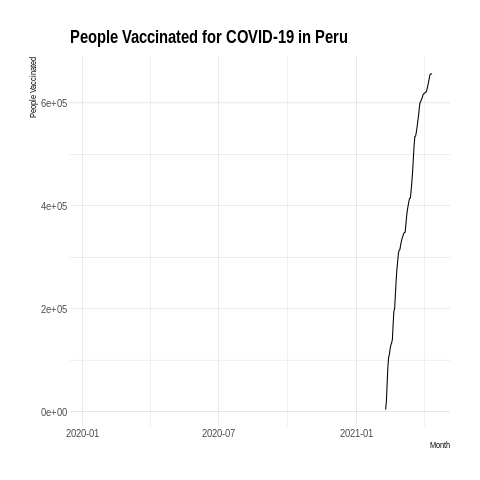 People Vaccinated for COVID-19 in Peru
People Vaccinated
6e+05
4e+05
2e+05
0e+00
2020-01 2020-07 2021-01
Month